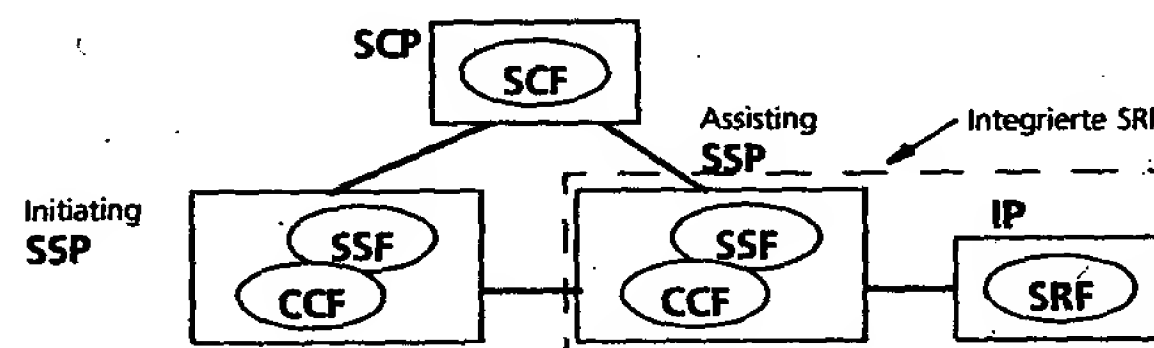 SCP
SCF
Assisting
SSP
Integrierte SRF
Initiating
SSP
SSF
CCF
SSF
CCF
IP
SRF